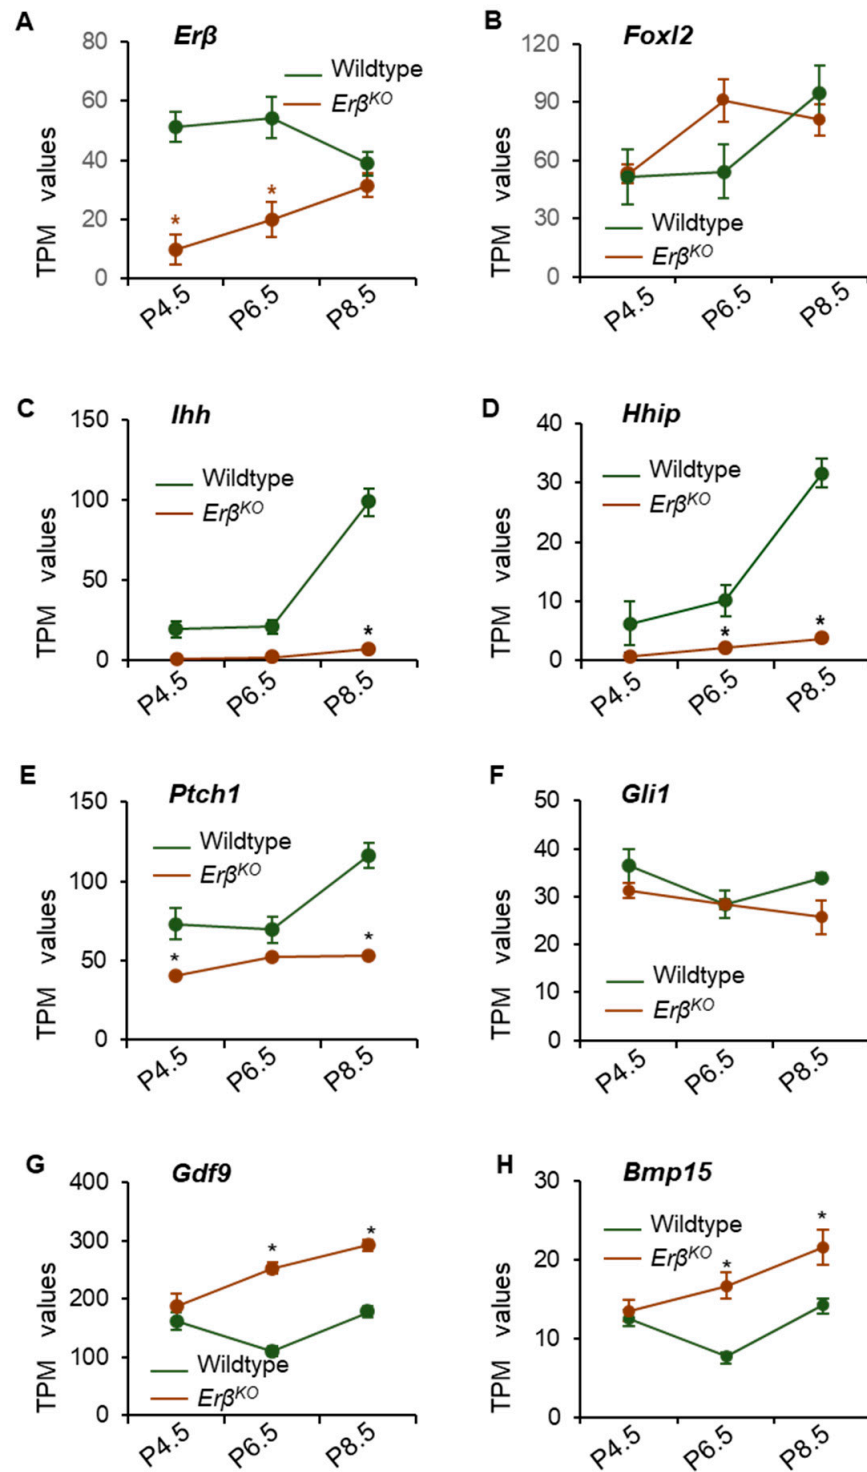 A
Erβ
80
60
40
20
0
TPM values
Wildtype
ErβKO
*
*
P4.5
P6.5
P8.5
B
Foxl2
120
90
60
30
0
TPM values
Wildtype
ErβKO
P4.5
P6.5
P8.5
C
Ihh
150
100
50
0
TPM values
Wildtype
ErβKO
*
P4.5
P6.5
P8.5
D
Hhip
40
30
20
10
0
TPM values
Wildtype
ErβKO
*
*
P4.5
P6.5
P8.5
E
Ptch1
150
100
50
0
TPM values
Wildtype
ErβKO
*
*
P4.5
P6.5
P8.5
F
Gli1
50
40
30
20
10
0
TPM values
Wildtype
ErβKO
P4.5
P6.5
P8.5
G
Gdf9
400
300
200
100
0
TPM values
*
*
Wildtype
ErβKO
P4.5
P6.5
P8.5
H
Bmp15
30
20
10
0
TPM values
Wildtype
ErβKO
*
*
P4.5
P6.5
P8.5